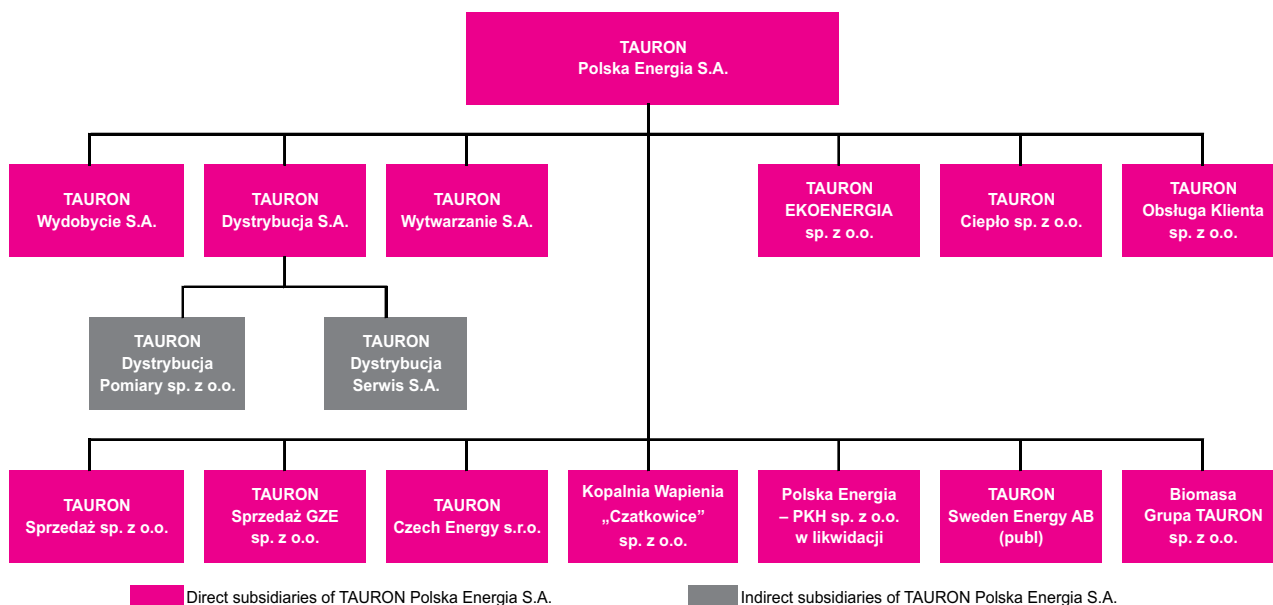 TAURON
Polska Energia S.A.
TAURON
Wydobycie S.A.
TAURON
Dystrybucja S.A.
TAURON
Wytwarzanie S.A.
TAURON
EKOENERGIA
sp. z o.o.
TAURON
Ciepło sp. z o.o.
TAURON
Obsługa Klienta
sp. z o.o.
TAURON
Dystrybucja
Pomiary sp. z o.o.
TAURON
Dystrybucja
Serwis S.A.
TAURON
Sprzedaż sp. z o.o.
TAURON
Sprzedaż GZE
sp. z o.o.
TAURON
Czech Energy s.r.o.
Kopalnia Wapienia
„Czatkowice”
sp. z o.o.
Polska Energia
– PKH sp. z o.o.
w likwidacji
TAURON
Sweden Energy AB
(publ)
Biomasa
Grupa TAURON
sp. z o.o.
Direct subsidiaries of TAURON Polska Energia S.A.
Indirect subsidiaries of TAURON Polska Energia S.A.